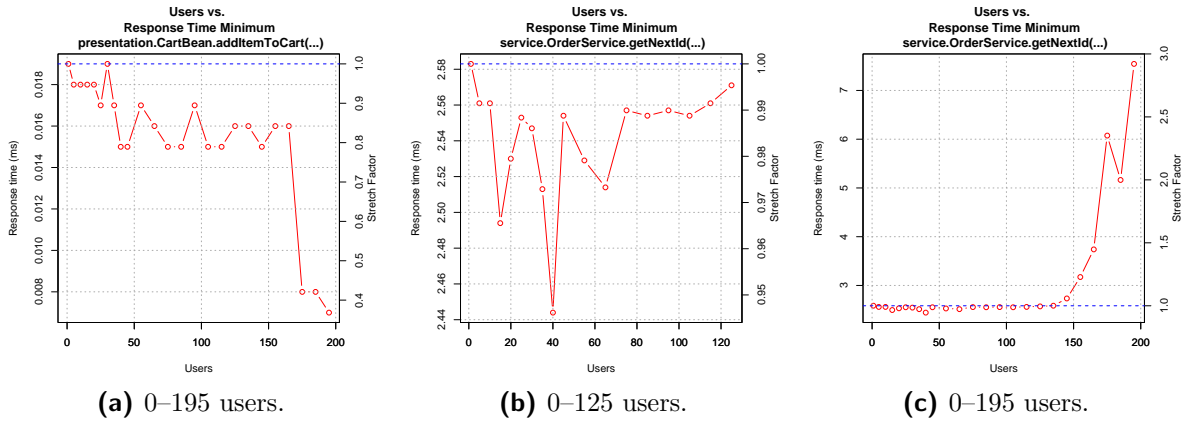 Users vs.
Response Time Minimum
presentation.CartBean.addItemToCart(...)
Response time (ms)
0.018
0.016
0.014
0.012
0.010
0.008
1.0
0.9
0.8
0.7
0.6
0.5
0.4
Stretch Factor
0
50
100
150
200
Users
(a) 0–195 users.
Users vs.
Response Time Minimum
service.OrderService.getNextId(...)
Response time (ms)
2.58
2.56
2.54
2.52
2.50
2.48
2.46
2.44
1.00
0.99
0.98
0.97
0.96
0.95
Stretch Factor
0
20
40
60
80
100
120
Users
(b) 0–125 users.
Users vs.
Response Time Minimum
service.OrderService.getNextId(...)
Response time (ms)
7
6
5
4
3
3.0
2.5
2.0
1.5
1.0
Stretch Factor
0
50
100
150
200
Users
(c) 0–195 users.